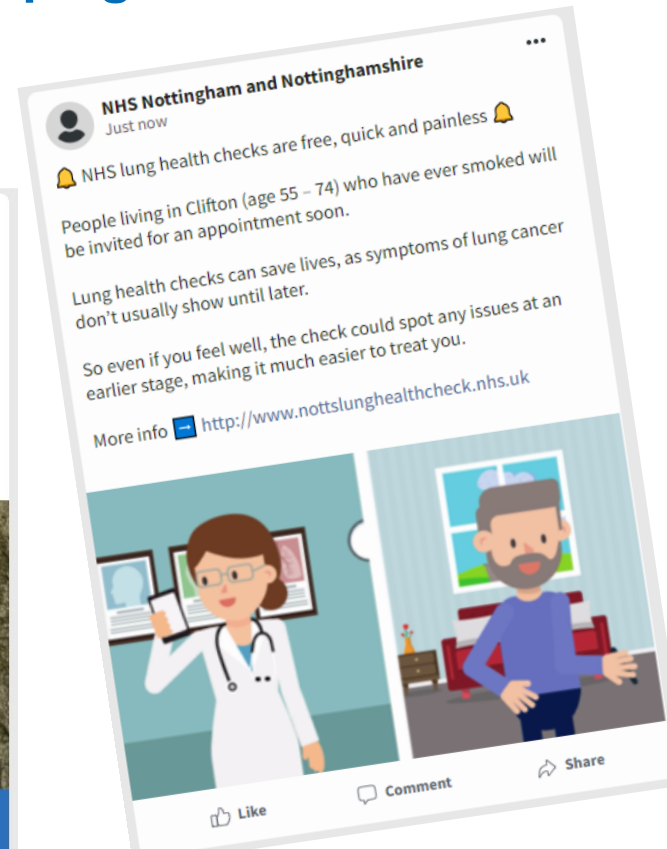 NHS Nottingham and Nottinghamshire
Just now
🔔 NHS lung health checks are free, quick and painless 🔔
People living in Clifton (age 55 – 74) who have ever smoked will
be invited for an appointment soon.
Lung health checks can save lives, as symptoms of lung cancer
don't usually show until later.
So even if you feel well, the check could spot any issues at an
earlier stage, making it much easier to treat you.
More info ➡ http://www.nottslunghealthcheck.nhs.uk
Like
Comment
Share